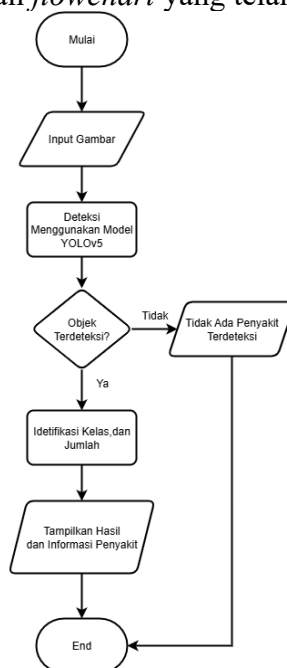 flowchart yang telah
Mulai
Input Gambar
Deteksi
Menggunakan Model
YOLOv5
Objek
Terdeteksi?
Tidak
Tidak Ada Penyakit
Terdeteksi
Ya
Idetifikasi Kelas,dan
Jumlah
Tampilkan Hasil
dan Informasi Penyakit
End